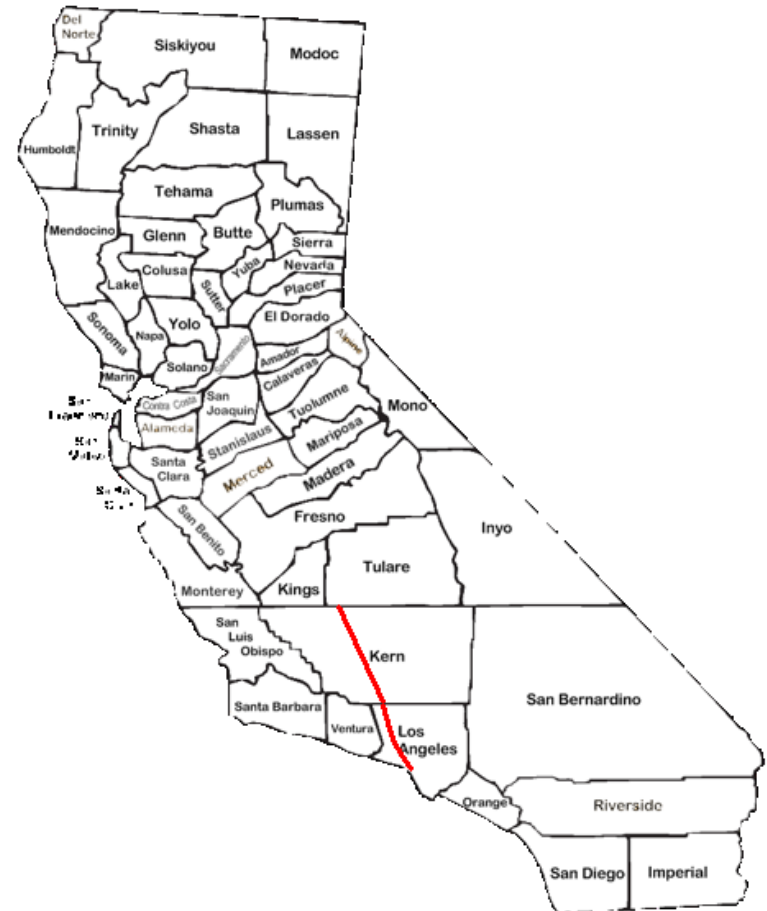 Del
Norte
Siskiyou
Modoc
Humboldt
Trinity
Shasta
Lassen
Tehama
Plumas
Mendocino
Glenn
Butte
Sierra
Lake
Colusa
Sutter
Yuba
Nevada
Placer
Sonoma
Napa
Yolo
El Dorado
Alpine
Marin
Solano
Sacramento
Amador
Calaveras
San
Contra Costa
San
Joaquin
Tuolumne
Mono
Alameda
Stanislaus
Mariposa
San
Santa
Clara
Merced
Madera
San Benito
Fresno
Inyo
Monterey
Kings
Tulare
San
Luis
Obispo
Kern
Santa Barbara
Ventura
Los
Angeles
San Bernardino
Orange
Riverside
San Diego
Imperial